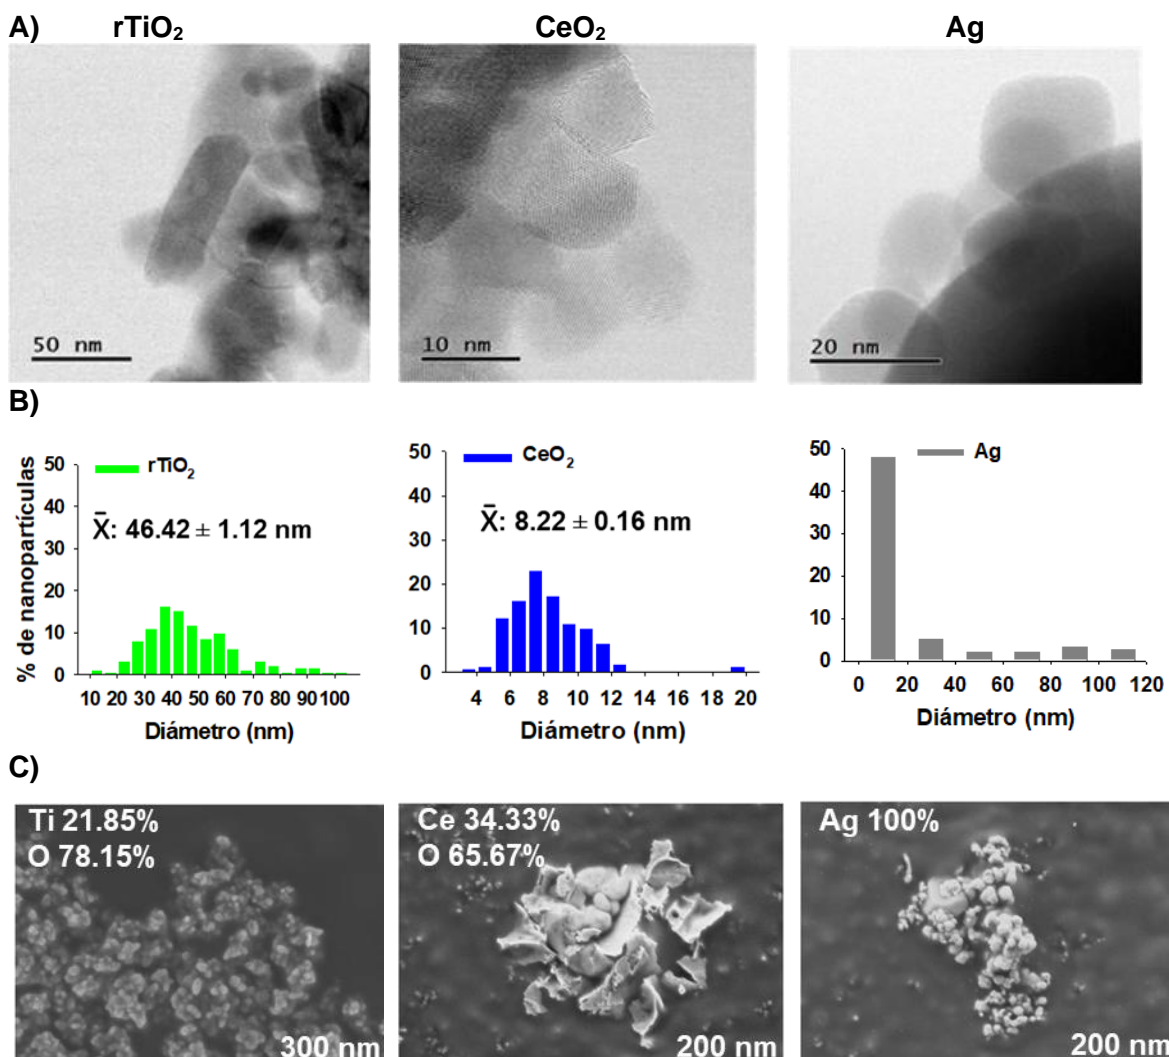 A) rTiO₂ CeO₂ Ag
50 nm 10 nm 20 nm
B)
% de nanopartículas
50
40
30
20
10
0
rTiO₂
X̄: 46.42 ± 1.12 nm
10 20 30 40 50 60 70 80 90 100
Diámetro (nm)
50
40
30
20
10
0
CeO₂
X̄: 8.22 ± 0.16 nm
4 6 8 10 12 14 16 18 20
Diámetro (nm)
50
40
30
20
10
0
Ag
0 20 40 60 80 100 120
Diámetro (nm)
C)
Ti 21.85%
O 78.15%
300 nm
Ce 34.33%
O 65.67%
200 nm
Ag 100%
200 nm